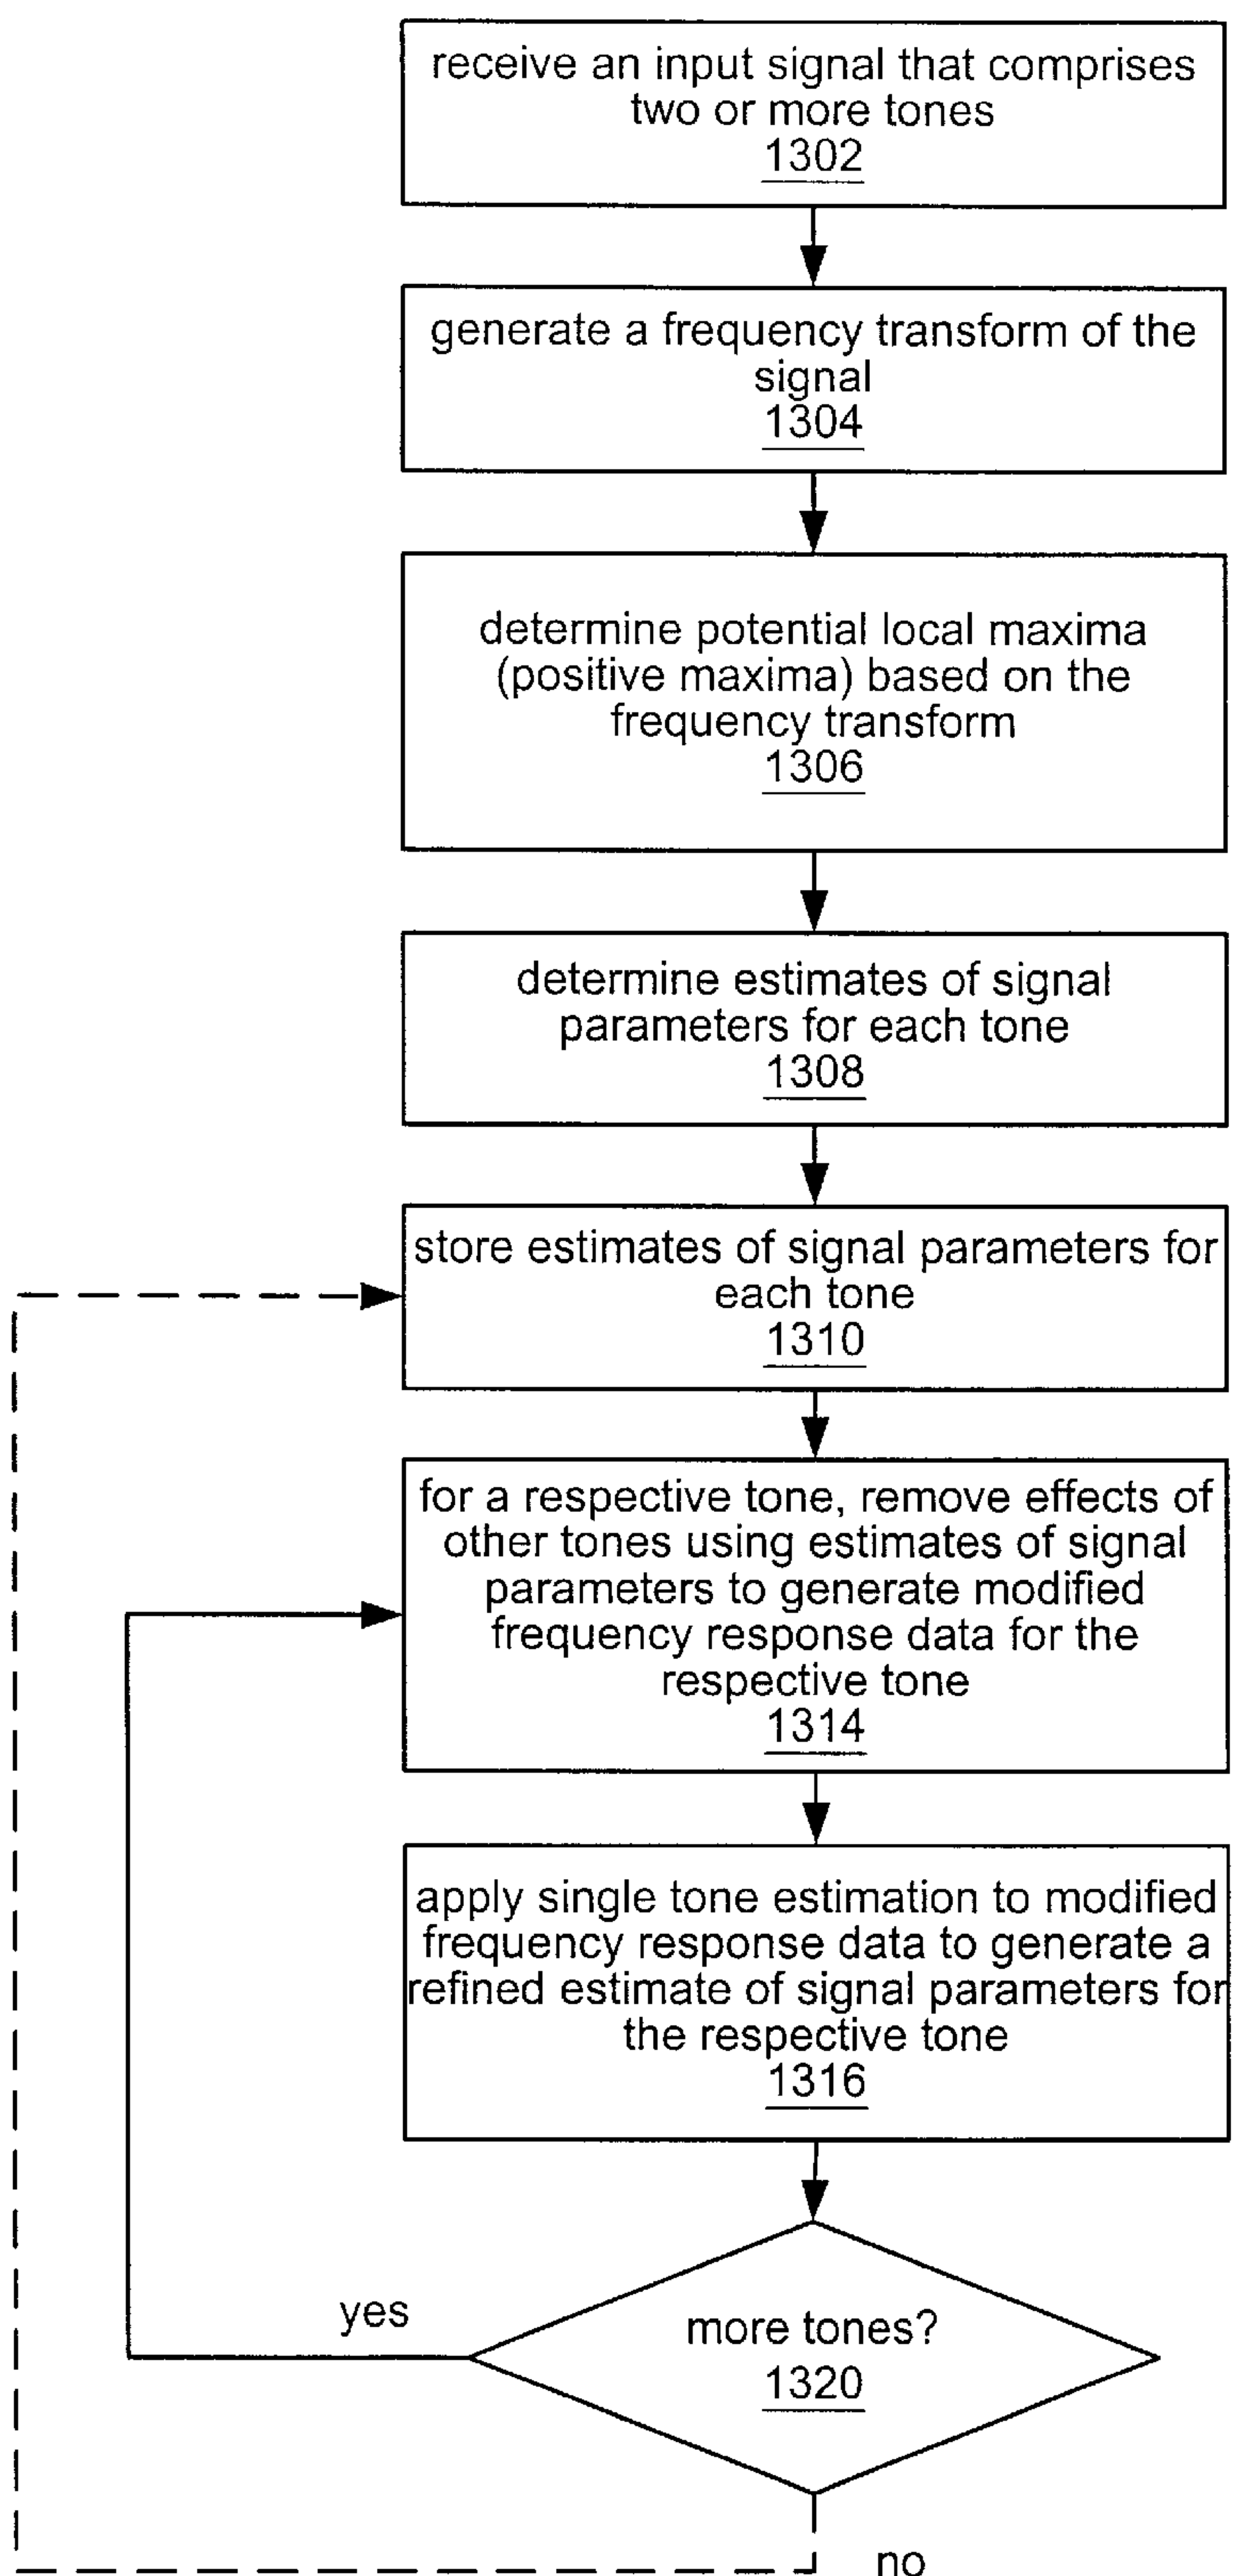 receive an input signal that comprises
two or more tones
1302
generate a frequency transform of the
signal
1304
determine potential local maxima
(positive maxima) based on the
frequency transform
1306
determine estimates of signal
parameters for each tone
1308
store estimates of signal parameters for
each tone
1310
for a respective tone, remove effects of
other tones using estimates of signal
parameters to generate modified
frequency response data for the
respective tone
1314
apply single tone estimation to modified
frequency response data to generate a
refined estimate of signal parameters for
the respective tone
1316
yes
more tones?
1320
no